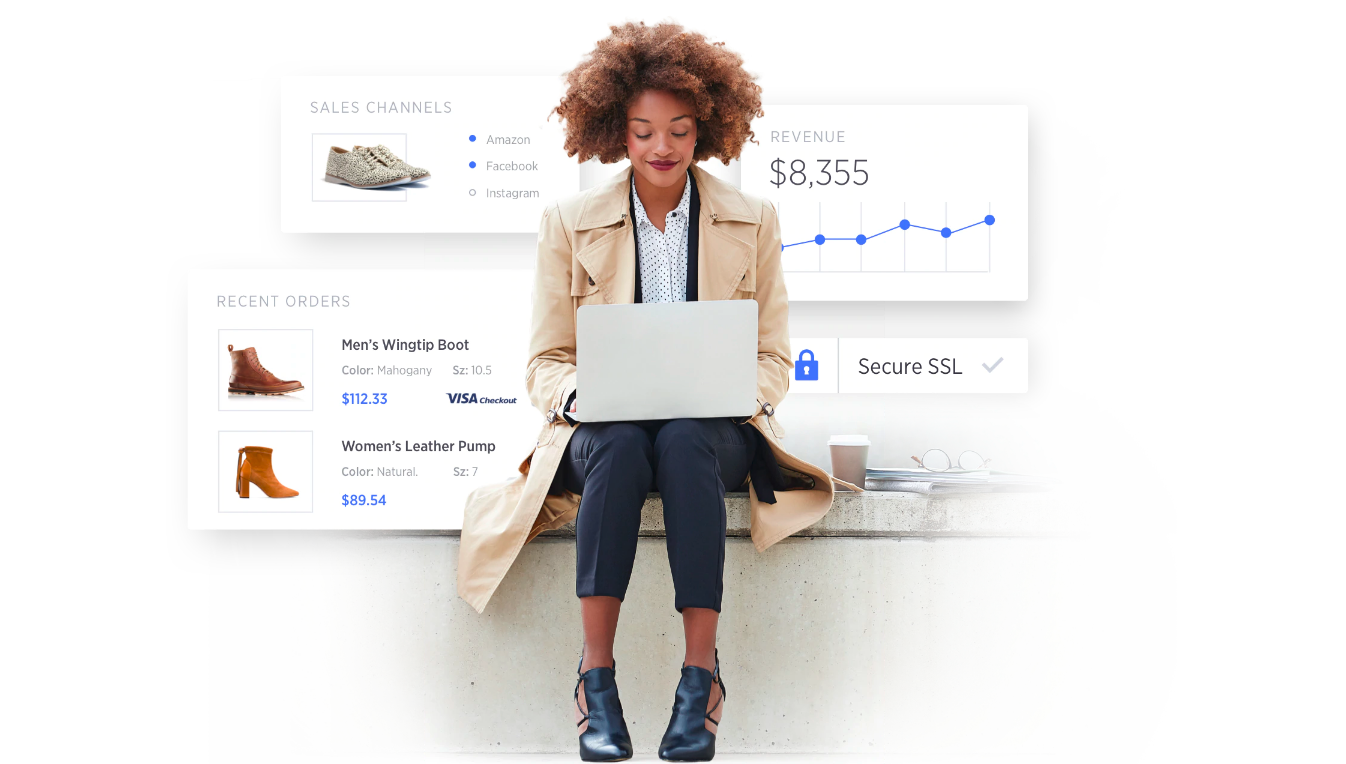 SALES CHANNELS
Amazon
Facebook
Instagram
REVENUE
$8,355
RECENT ORDERS
Men’s Wingtip Boot
Color: Mahogany Sz: 10.5
$112.33 VISA Checkout
Women’s Leather Pump
Color: Natural. Sz: 7
$89.54
Secure SSL